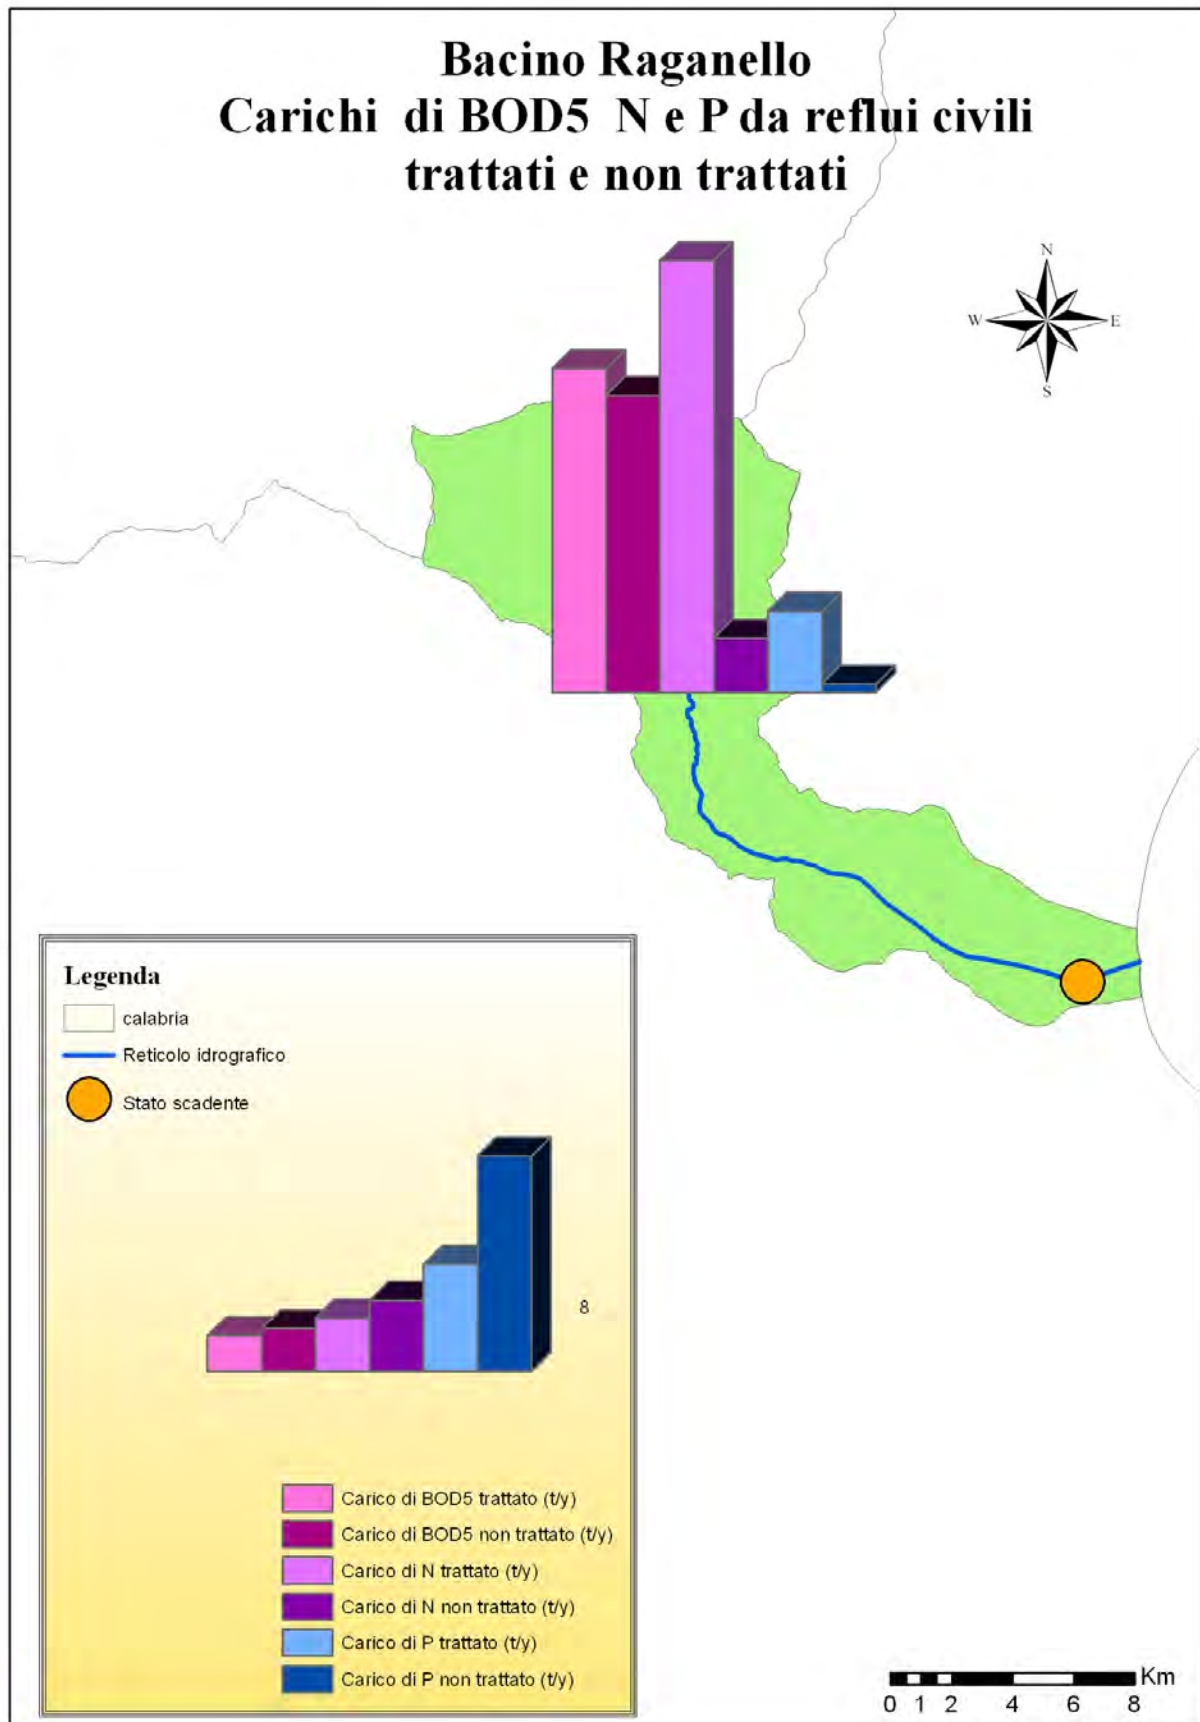 Bacino Raganello
Carichi di BOD5 N e P da reflui civili
trattati e non trattati
N
W
E
S
Legenda
calabria
Reticolo idrografico
Stato scadente
8
Carico di BOD5 trattato (t/y)
Carico di BOD5 non trattato (t/y)
Carico di N trattato (t/y)
Carico di N non trattato (t/y)
Carico di P trattato (t/y)
Carico di P non trattato (t/y)
Km
0 1 2 4 6 8